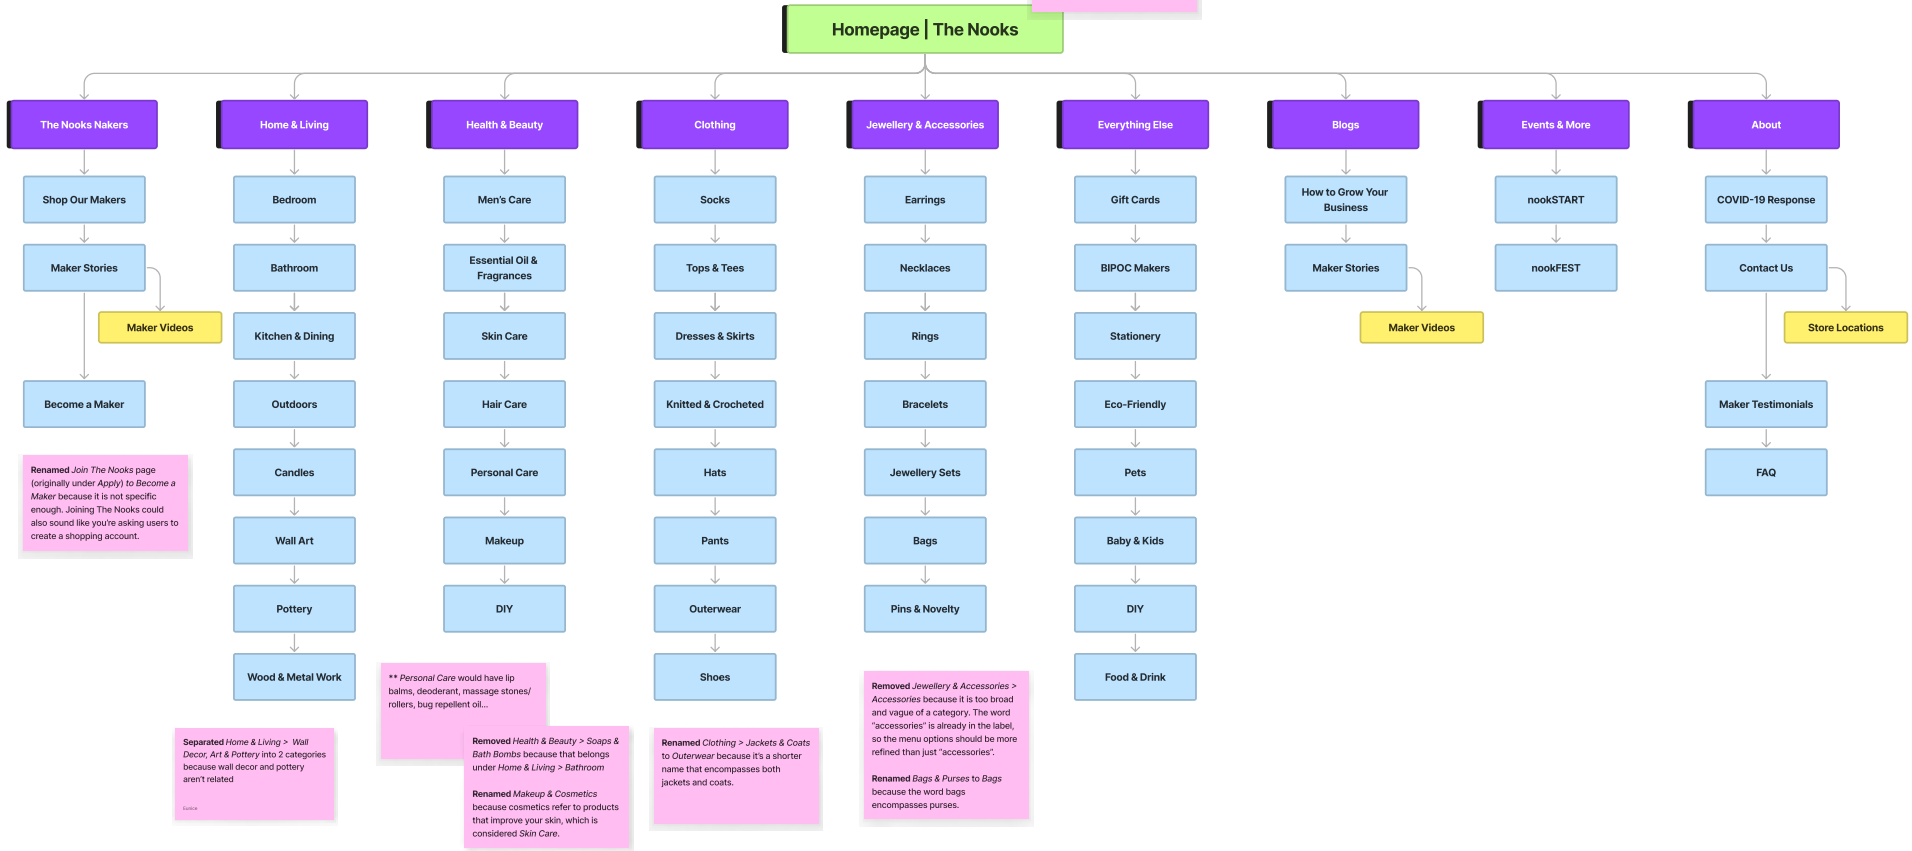 Homepage | The Nooks
The Nooks Nakers
Home & Living
Health & Beauty
Clothing
Jewellery & Accessories
Everything Else
Blogs
Events & More
About
Shop Our Makers
Maker Stories
Maker Videos
Become a Maker
Renamed Join The Nooks page
(originally under Apply) to Become a
Maker because it is not specific
enough. Joining The Nooks could
also sound like you're asking users to
create a shopping account.
Bedroom
Bathroom
Kitchen & Dining
Outdoors
Candles
Wall Art
Pottery
Wood & Metal Work
Separated Home & Living > Wall
Decor, Art & Pottery into 2 categories
because wall decor and pottery
aren't related
Men's Care
Essential Oil &
Fragrances
Skin Care
Hair Care
Personal Care
Makeup
DIY
** Personal Care would have lip
balms, deoderant, massage stones/
rollers, bug repellent oil...
Removed Health & Beauty > Soaps &
Bath Bombs because that belongs
under Home & Living > Bathroom
Renamed Makeup & Cosmetics
because cosmetics refer to products
that improve your skin, which is
considered Skin Care.
Socks
Tops & Tees
Dresses & Skirts
Knitted & Crocheted
Hats
Pants
Outerwear
Shoes
Renamed Clothing > Jackets & Coats
to Outerwear because it's a shorter
name that encompasses both
jackets and coats.
Earrings
Necklaces
Rings
Bracelets
Jewellery Sets
Bags
Pins & Novelty
Removed Jewellery & Accessories >
Accessories because it is too broad
and vague of a category. The word
"accessories" is already in the label,
so the menu options should be more
refined than just "accessories".
Renamed Bags & Purses to Bags
because the word bags
encompasses purses.
Gift Cards
BIPOC Makers
Stationery
Eco-Friendly
Pets
Baby & Kids
DIY
Food & Drink
How to Grow Your
Business
Maker Stories
Maker Videos
nookSTART
nookFEST
COVID-19 Response
Contact Us
Store Locations
Maker Testimonials
FAQ